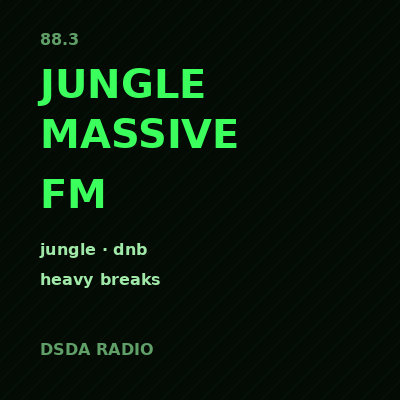 88.3
JUNGLE
MASSIVE
FM
jungle · dnb
heavy breaks
DSDA RADIO